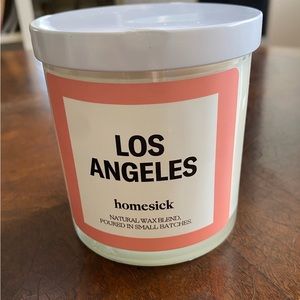 LOS
ANGELES
homesick
NATURAL WAX BLEND,
POURED IN SMALL BATCHES.